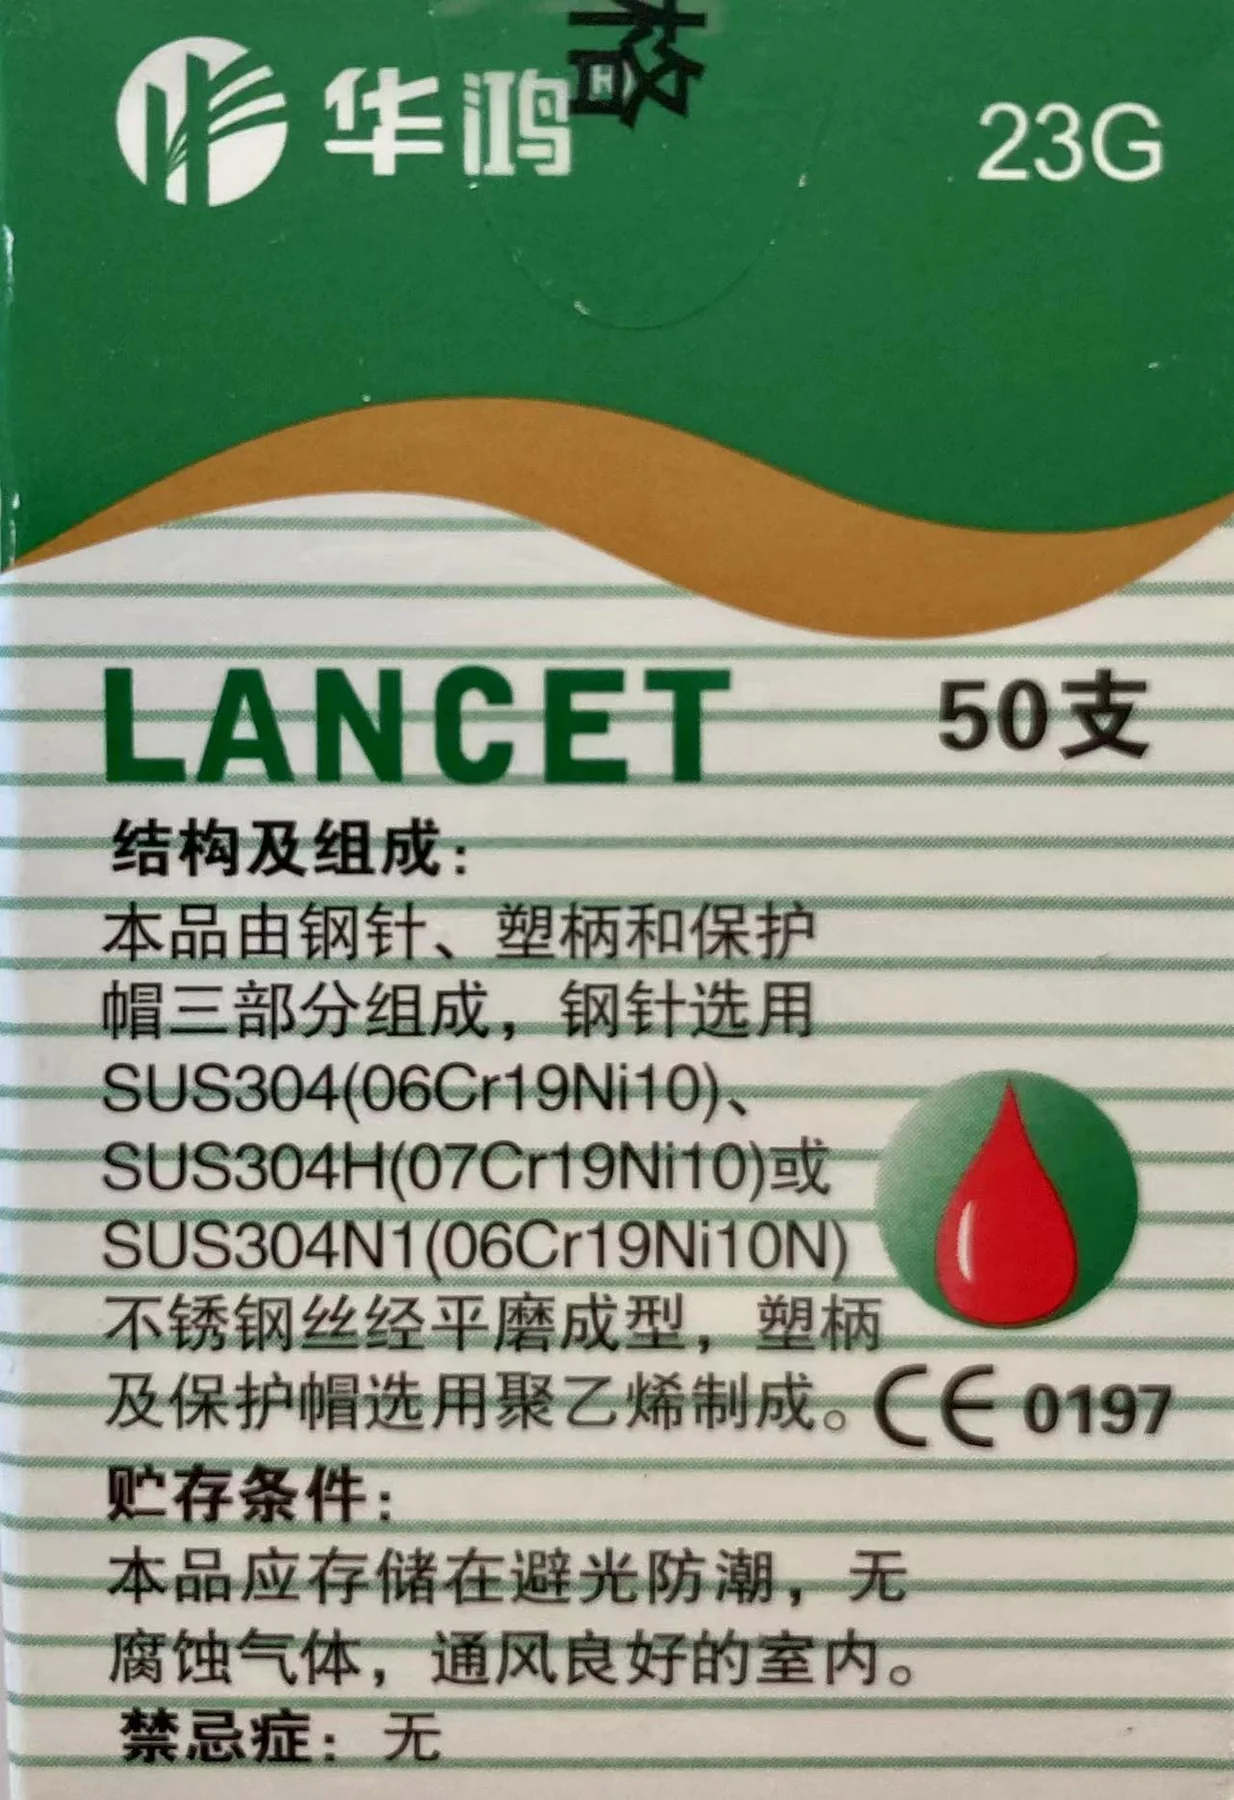 格
华鸿
23G
LANCET
50支
结构及组成：
本品由钢针、塑柄和保护
帽三部分组成，钢针选用
SUS304(06Cr19Ni10)、
SUS304H(07Cr19Ni10)或
SUS304N1(06Cr19Ni10N)
不锈钢丝经平磨成型，塑柄
及保护帽选用聚乙烯制成。
CE 0197
贮存条件：
本品应存储在避光防潮，无
腐蚀气体，通风良好的室内。
禁忌症：无